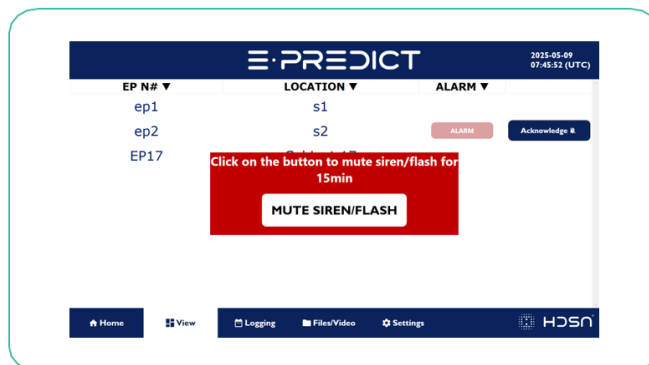 E·PREDICT
2025-05-09
07:45:52 (UTC)
EP N# ▼ LOCATION ▼ ALARM ▼
ep1 s1
ep2 s2 ALARM Acknowledge
EP17
Click on the button to mute siren/flash for
15min
MUTE SIREN/FLASH
Home View Logging Files/Video Settings